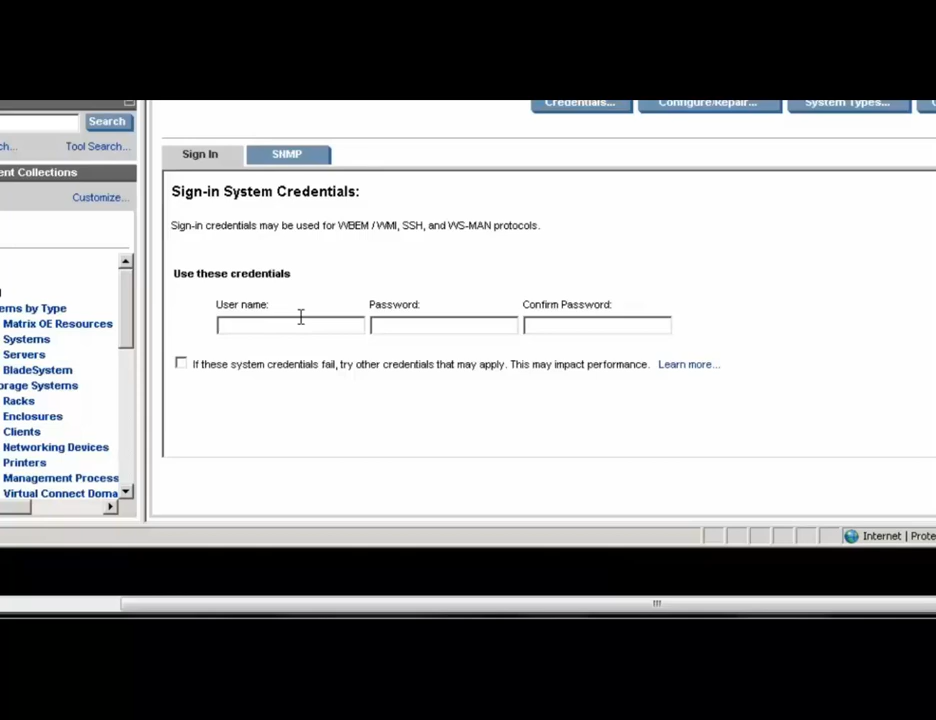 Credentials...
Configure/Repair...
System Types...
Search
Tool Search...
Customize...
Sign In
SNMP
Sign-in System Credentials:
Sign-in credentials may be used for WBEM / WMI, SSH, and WS-MAN protocols.
Use these credentials
User name:
Password:
Confirm Password:
If these system credentials fail, try other credentials that may apply. This may impact performance. Learn more...
ent Collections
ems by Type
Matrix OE Resources
Systems
Servers
BladeSystem
orage Systems
Racks
Enclosures
Clients
Networking Devices
Printers
Management Process
Virtual Connect Doma
Internet | Prote